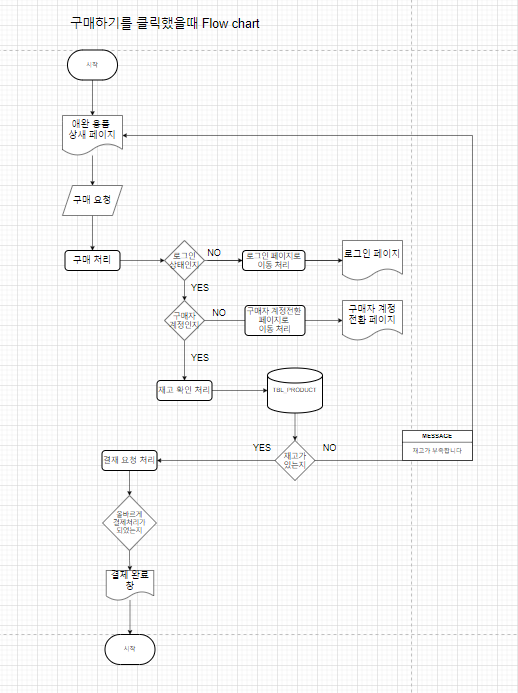 구매하기를 클릭했을때 Flow chart
시작
애완 용품
상새 페이지
구매 요청
구매 처리
로그인
상태인지
NO
로그인 페이지로
이동 처리
로그인 페이지
YES
구매자
계정인지
NO
구매자 계정전환
페이지로
이동 처리
구매자 계정
전환 페이지
YES
재고 확인 처리
TBL_PRODUCT
재고가
있는지
YES
NO
MESSAGE
재고가 부족합니다
결재 요청 처리
올바르게
결제처리가
되었는지
결제 완료
창
시작